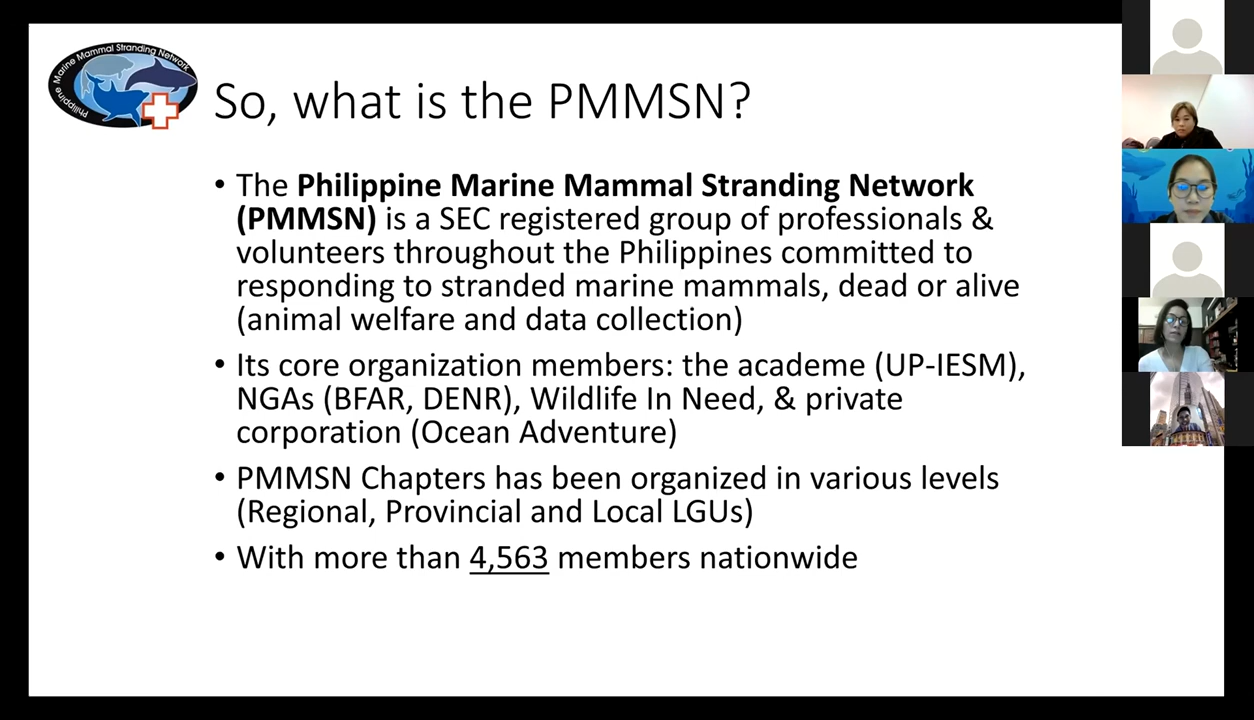 Philippine Marine Mammal Stranding Network
So, what is the PMMSN?
• The Philippine Marine Mammal Stranding Network
(PMMSN) is a SEC registered group of professionals &
volunteers throughout the Philippines committed to
responding to stranded marine mammals, dead or alive
(animal welfare and data collection)
• Its core organization members: the academe (UP-IESM),
NGAs (BFAR, DENR), Wildlife In Need, & private
corporation (Ocean Adventure)
• PMMSN Chapters has been organized in various levels
(Regional, Provincial and Local LGUs)
• With more than 4,563 members nationwide